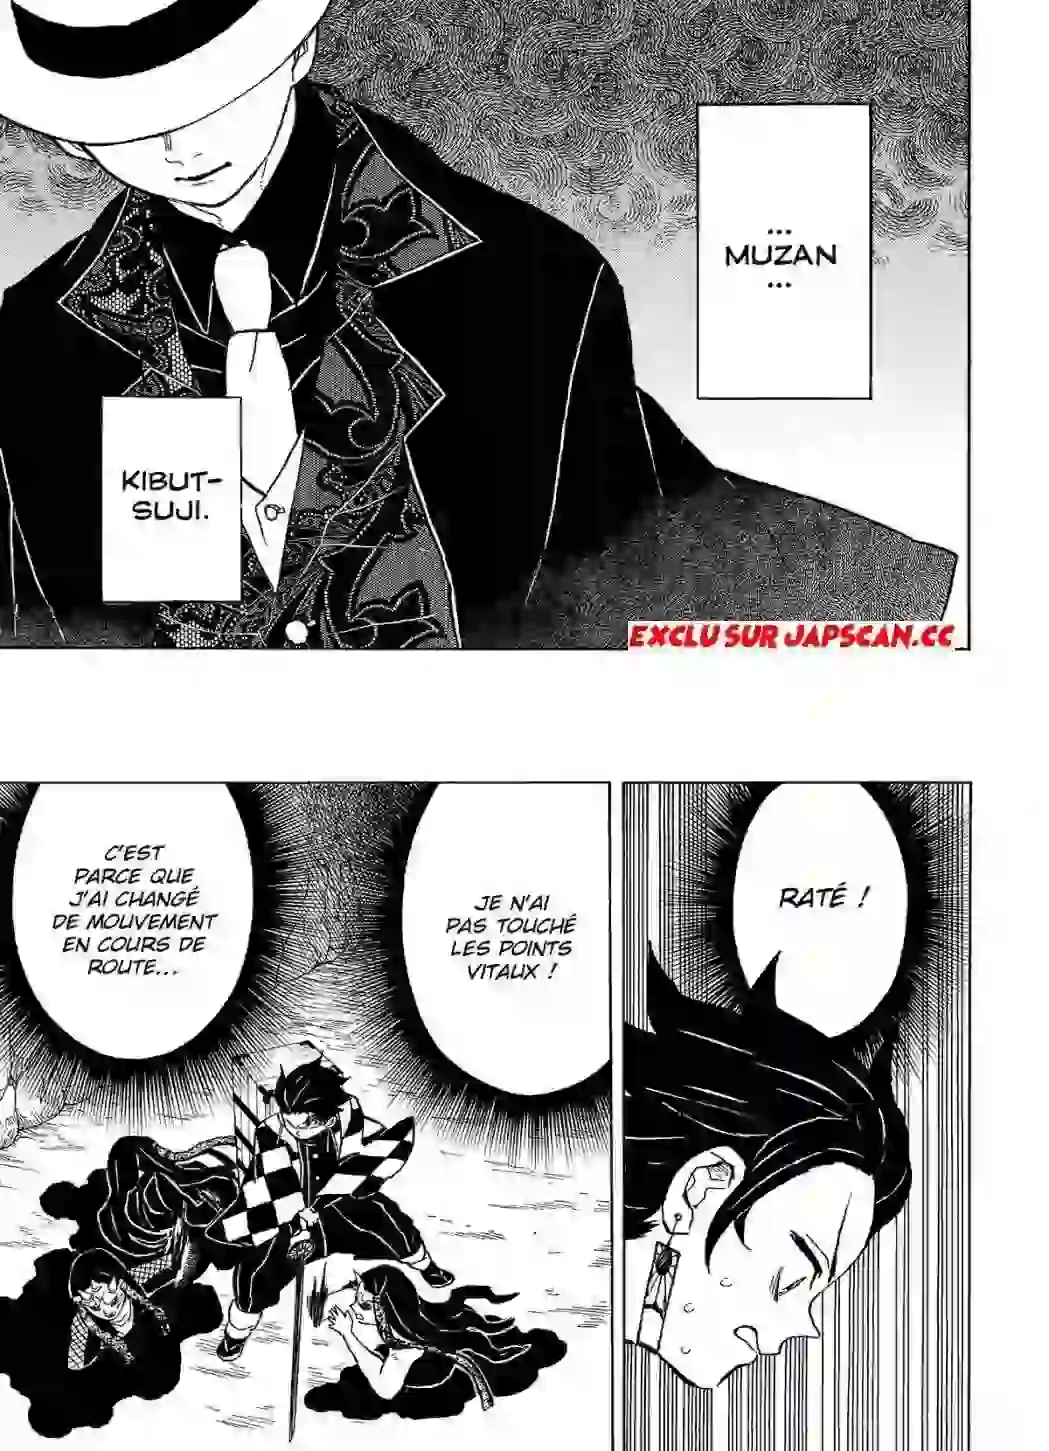 ...
MUZAN
...
KIBUT-
SUJI.
EXCLU SUR JAPSCAN.CC
RATÉ !
JE N'AI
PAS TOUCHÉ
LES POINTS
VITAUX !
C'EST
PARCE QUE
J'AI CHANGÉ
DE MOUVEMENT
EN COURS DE
ROUTE...